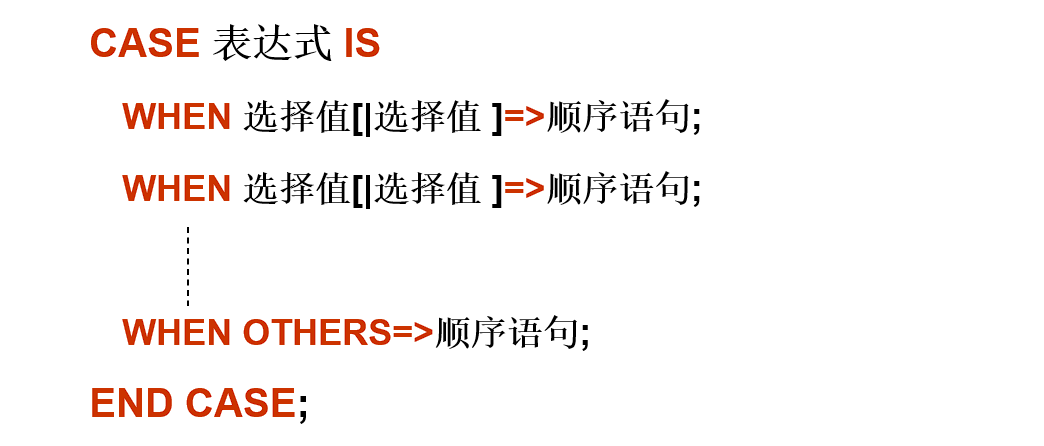 CASE 表达式 IS
WHEN 选择值[|选择值 ]=>顺序语句;
WHEN 选择值[|选择值 ]=>顺序语句;
WHEN OTHERS=>顺序语句;
END CASE;